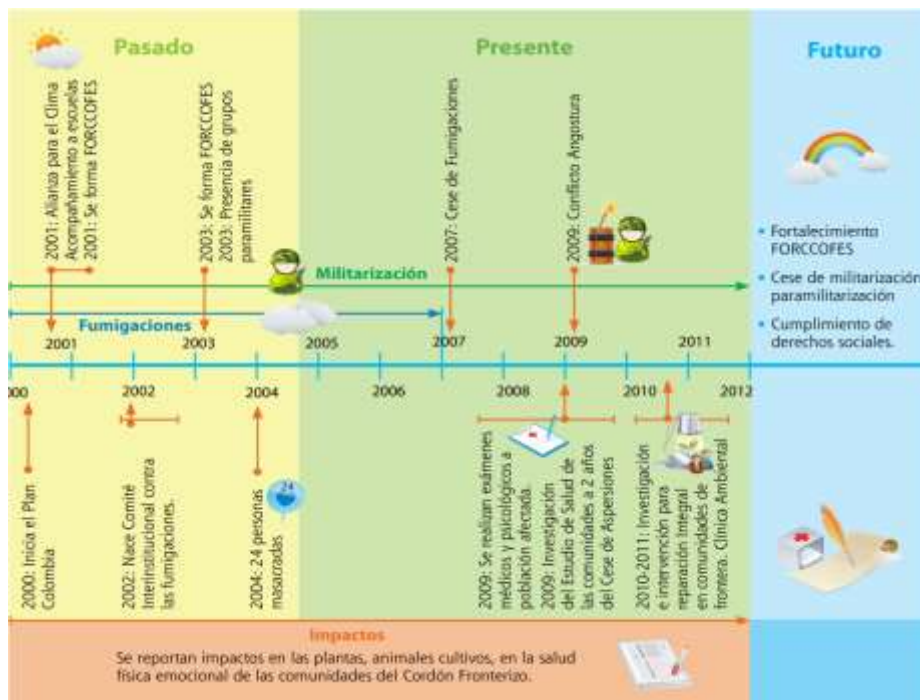 Pasado
Presente
Futuro
2001: Alianza para el Clima
Acompañamiento a escuelas
2001: Se forma FORCCOFES
2003: Se forma FORCCOFES
2003: Presencia de grupos
paramilitares
2007: Cese de Fumigaciones
2009: Conflicto Angostura
Militarización
Fumigaciones
• Fortalecimiento
FORCCOFES
• Cese de militarización
paramilitarización
• Cumplimiento de
derechos sociales.
2001
2003
2005
2007
2009
2011
00
2002
2004
2006
2008
2010
2012
2000: Inicia el Plan
Colombia
2002: Nace Comité
Interinstitucional contra
las fumigaciones.
2004: 24 personas
masacradas
24
2009: Se realizan exámenes
médicos y psicológicos a
población afectada.
2009: Investigación
del Estudio de Salud de
las comunidades a 2 años
del Cese de Aspersiones
2010-2011: Investigación
e intervención para
reparación Integral
en comunidades de
frontera. Clínica Ambiental
Impactos
Se reportan impactos en las plantas, animales cultivos, en la salud
física emocional de las comunidades del Cordón Fronterizo.